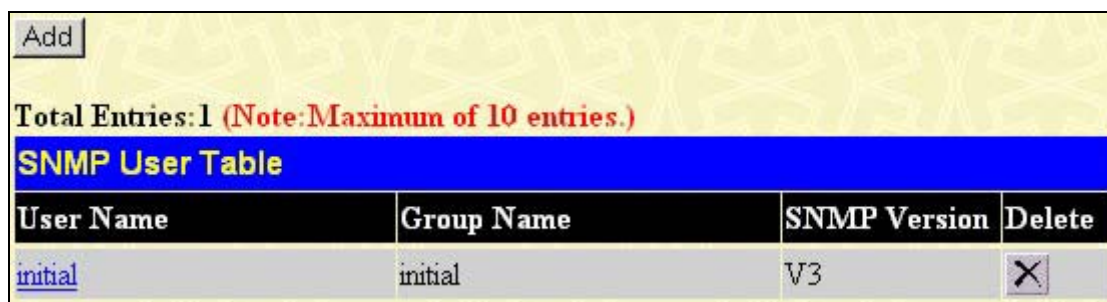 Add
Total Entries:1 (Note:Maximum of 10 entries.)
SNMP User Table
User Name Group Name SNMP Version Delete
initial initial V3